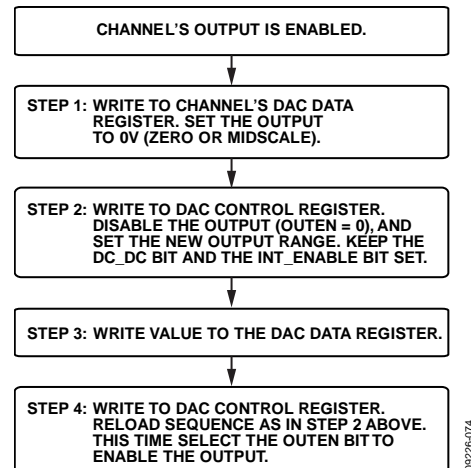 CHANNEL'S OUTPUT IS ENABLED.
STEP 1: WRITE TO CHANNEL'S DAC DATA
REGISTER. SET THE OUTPUT
TO 0V (ZERO OR MIDSCALE).
STEP 2: WRITE TO DAC CONTROL REGISTER.
DISABLE THE OUTPUT (OUTEN = 0), AND
SET THE NEW OUTPUT RANGE. KEEP THE
DC_DC BIT AND THE INT_ENABLE BIT SET.
STEP 3: WRITE VALUE TO THE DAC DATA REGISTER.
STEP 4: WRITE TO DAC CONTROL REGISTER.
RELOAD SEQUENCE AS IN STEP 2 ABOVE.
THIS TIME SELECT THE OUTEN BIT TO
ENABLE THE OUTPUT.
09226-074